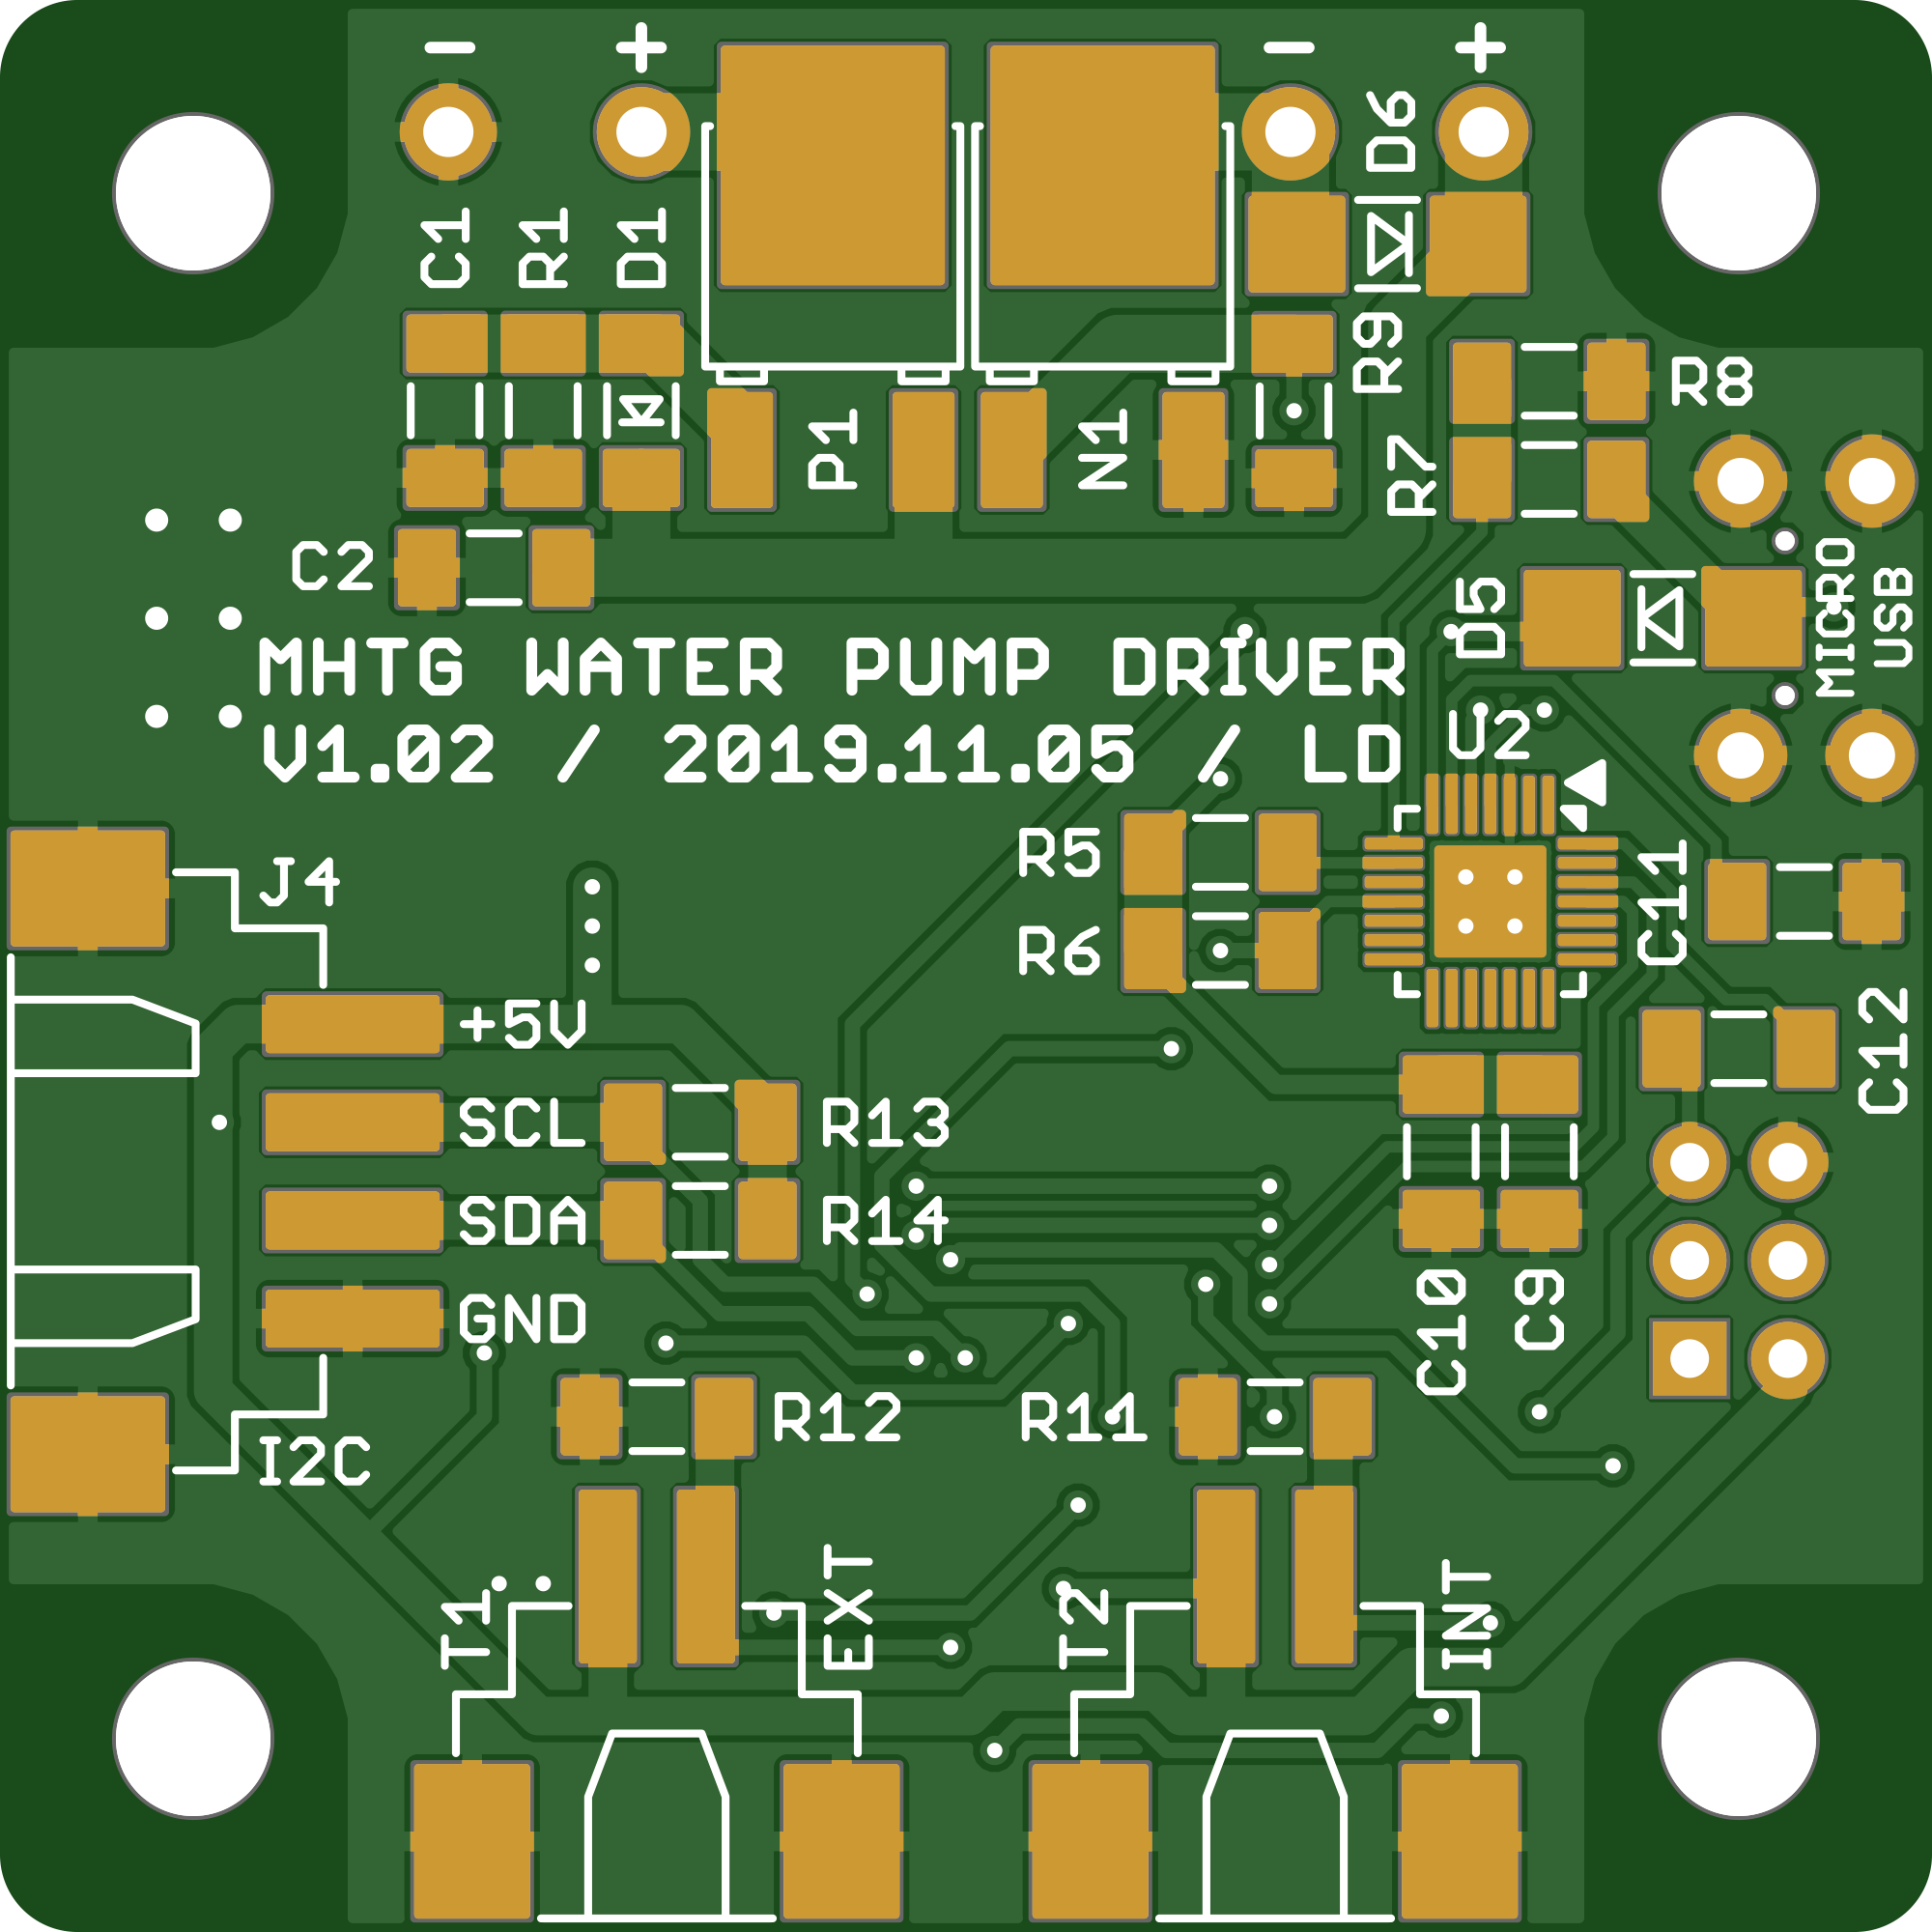 − + − +
D6
C1 R1 D1
R9
R8
P1 N1 R7
C2
MICRO
USB
D5
MHTG WATER PUMP DRIVER
V1.02 / 2019.11.05 / LD
U2
R5
J4
C11
R6
+5V
C12
SCL R13
SDA R14
GND
C10 C9
R12 R11
I2C
T1 EXT T2 INT